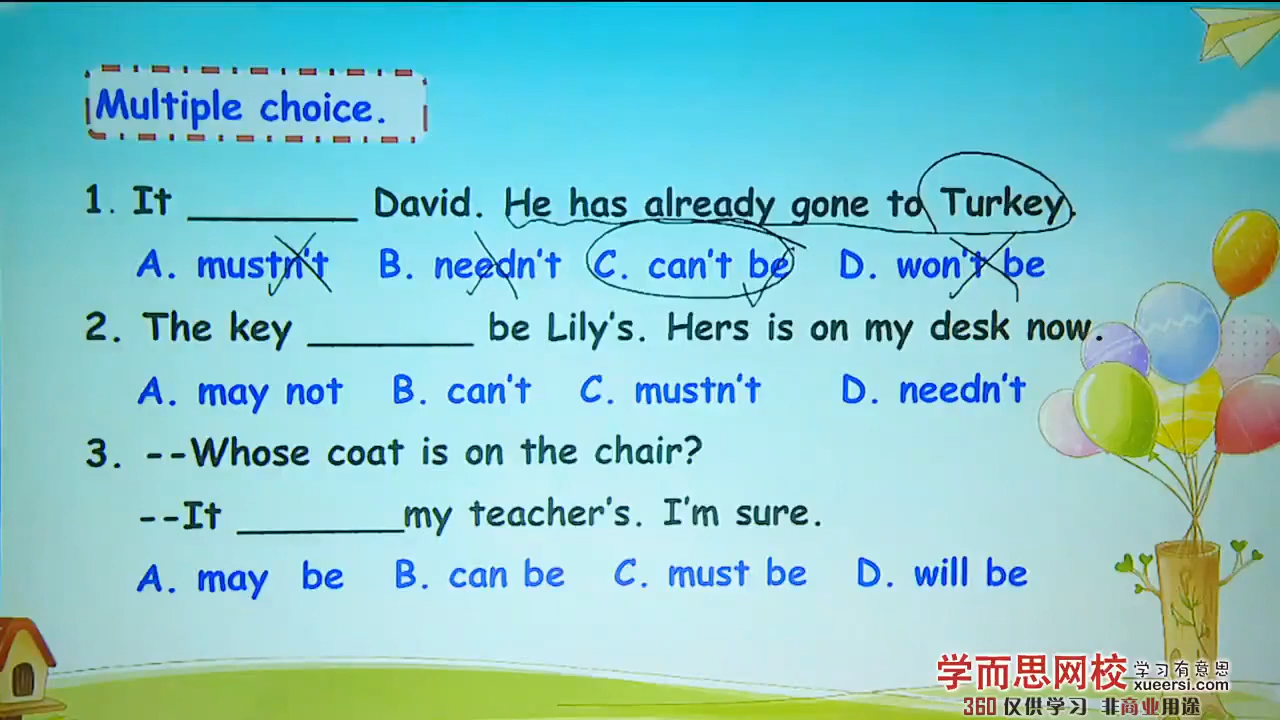 Multiple choice.
1. It ________ David. He has already gone to Turkey.
A. mustn't B. needn't C. can't be D. won't be
2. The key ________ be Lily's. Hers is on my desk now.
A. may not B. can't C. mustn't D. needn't
3. --Whose coat is on the chair?
--It ________my teacher's. I'm sure.
A. may be B. can be C. must be D. will be
学而思网校 学习有意思
xueersi.com
360 仅供学习 非商业用途